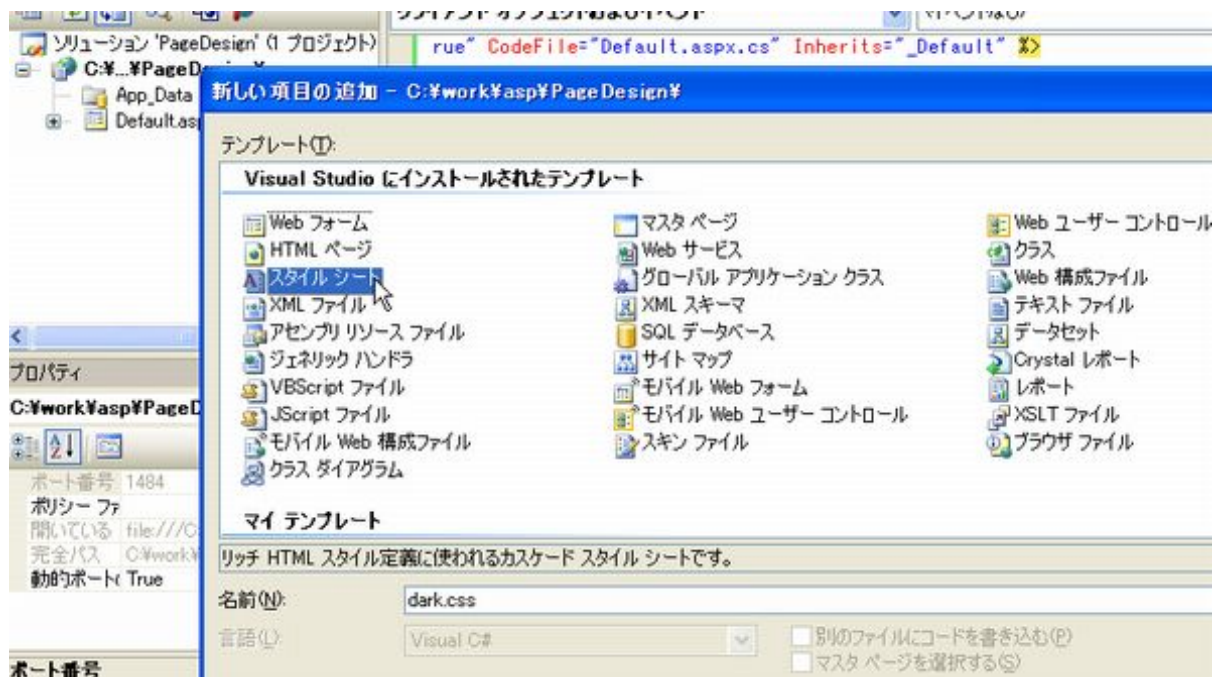 ソリューション 'PageDesign' (1 プロジェクト)
C:¥...¥PageD
App_Data
Default.asp
rue" CodeFile="Default.aspx.cs" Inherits="_Default" %>
新しい項目の追加 - C:¥work¥asp¥PageDesign¥
テンプレート(T):
Visual Studio にインストールされたテンプレート
Web フォーム
マスタ ページ
Web ユーザー コントロール
HTML ページ
Web サービス
クラス
スタイル シート
グローバル アプリケーション クラス
Web 構成ファイル
XML ファイル
XML スキーマ
テキスト ファイル
アセンブリ リソース ファイル
SQL データベース
データセット
ジェネリック ハンドラ
サイト マップ
Crystal レポート
VBScript ファイル
モバイル Web フォーム
レポート
JScript ファイル
モバイル Web ユーザー コントロール
XSLT ファイル
モバイル Web 構成ファイル
スキン ファイル
ブラウザ ファイル
クラス ダイアグラム
マイ テンプレート
リッチ HTML スタイル定義に使われるカスケード スタイル シートです。
名前(N):
dark.css
言語(L):
Visual C#
別のファイルにコードを書き込む(P)
マスタ ページを選択する(S)
プロパティ
C:¥work¥asp¥PageD
ポート番号 1484
ポリシー ファ
開いている file:///C:
完全パス C:¥work¥
動的ポート True
ポート番号